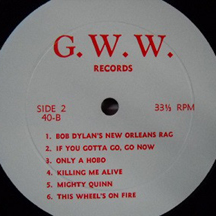 G. W. W.
RECORDS
SIDE 2 33⅓ RPM
40-B
1. BOB DYLAN'S NEW ORLEANS RAG
2. IF YOU GOTTA GO, GO NOW
3. ONLY A HOBO
4. KILLING ME ALIVE
5. MIGHTY QUINN
6. THIS WHEEL'S ON FIRE